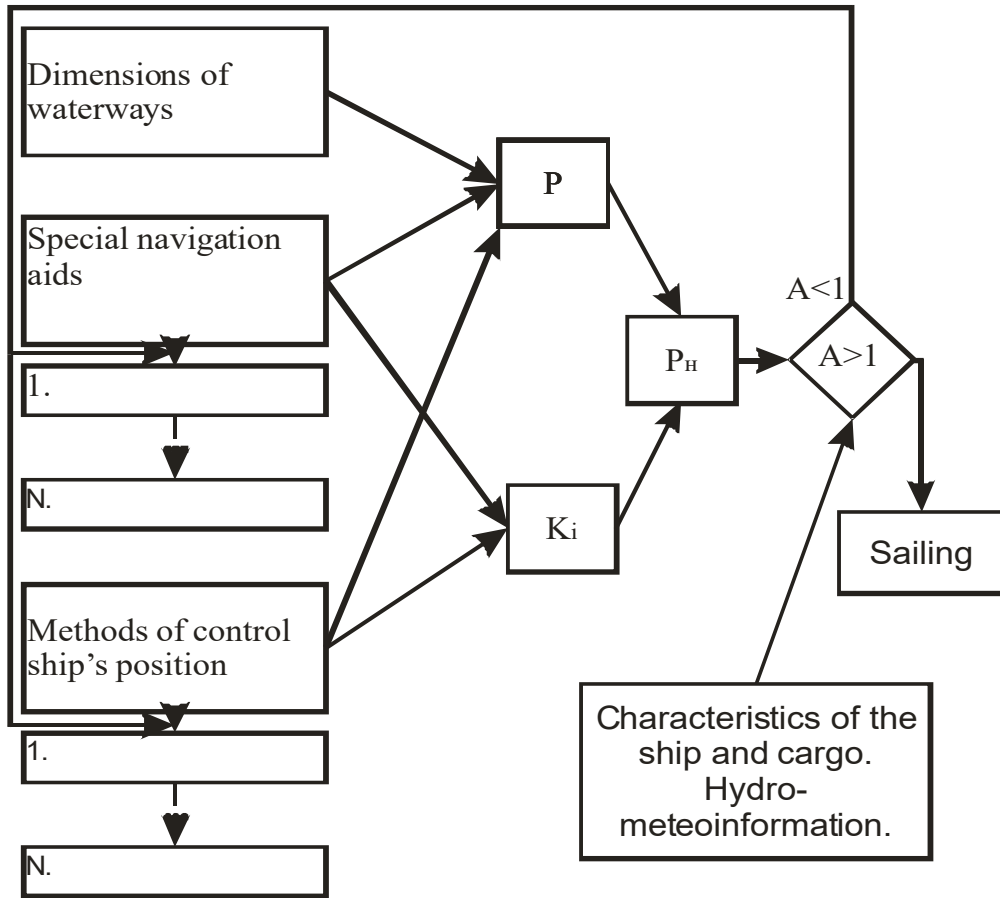 Dimensions of
waterways
P
Special navigation
aids
A<1
A>1
Pн
1.
N.
Ki
Sailing
Methods of control
ship’s position
1.
N.
Characteristics of the
ship and cargo.
Hydro-
meteoinformation.